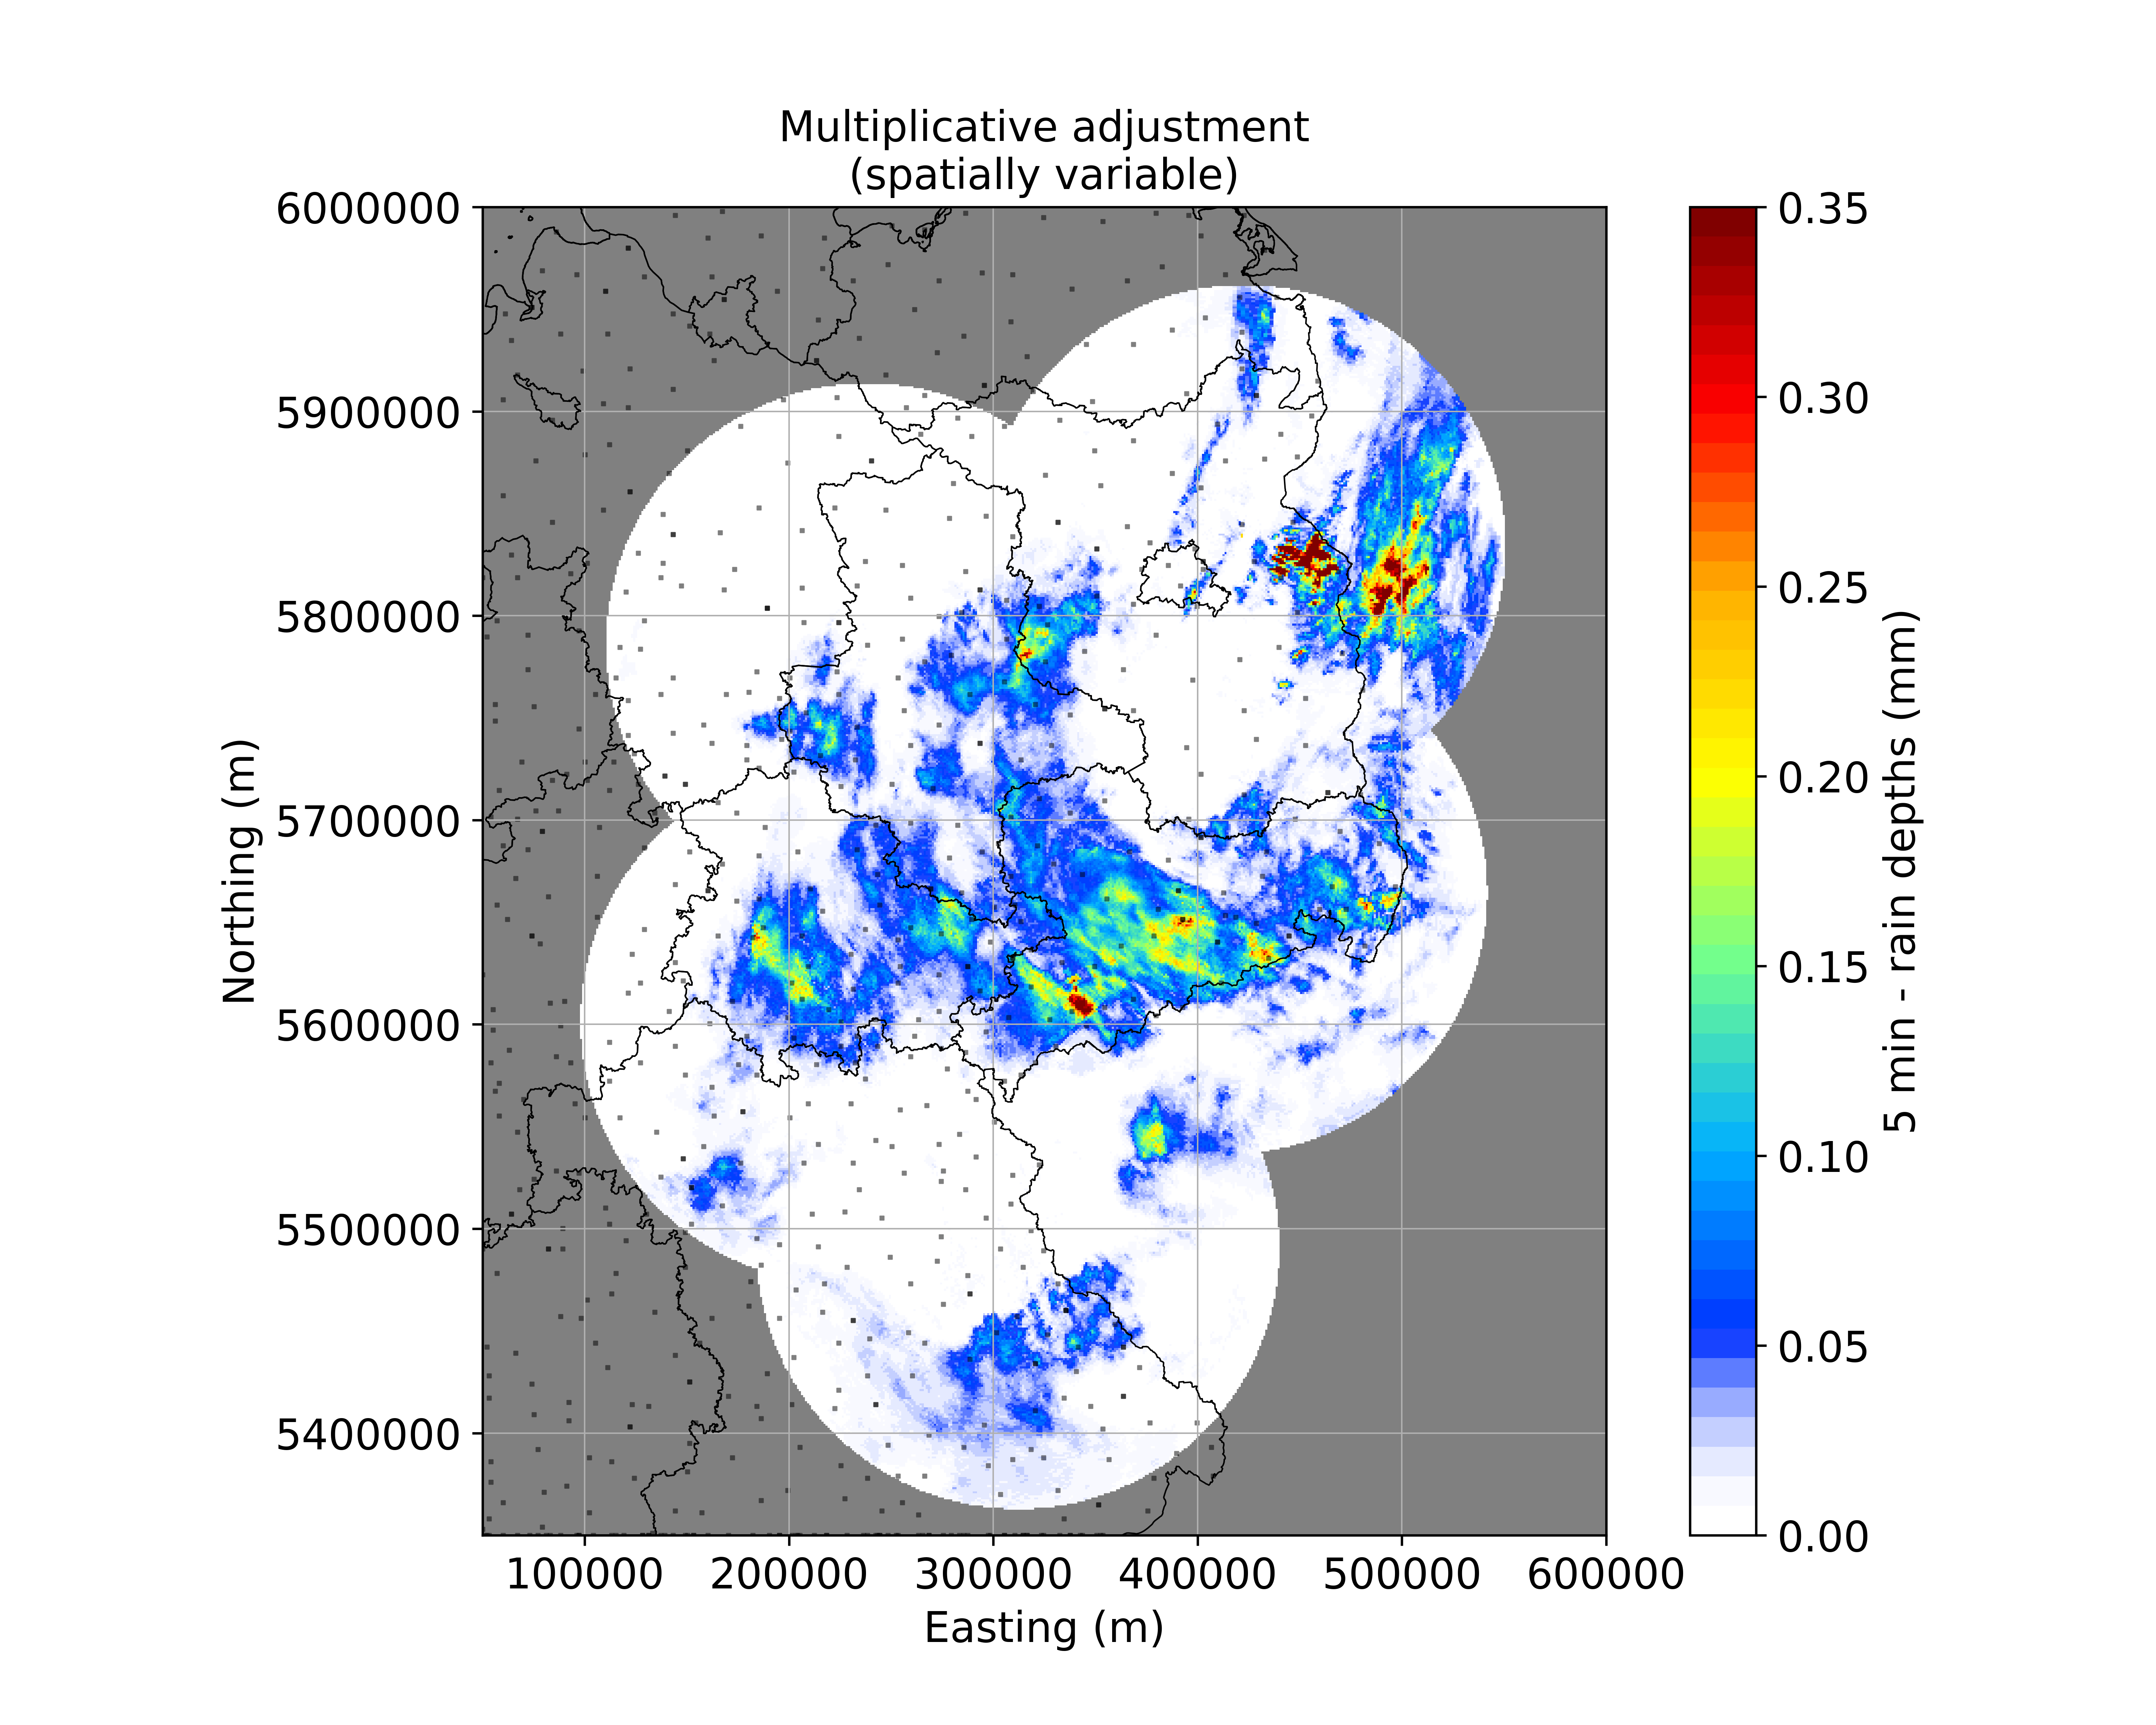 Multiplicative adjustment
(spatially variable)
6000000
5900000
5800000
5700000
5600000
5500000
5400000
Northing (m)
100000 200000 300000 400000 500000 600000
Easting (m)
0.35
0.30
0.25
0.20
0.15
0.10
0.05
0.00
5 min - rain depths (mm)